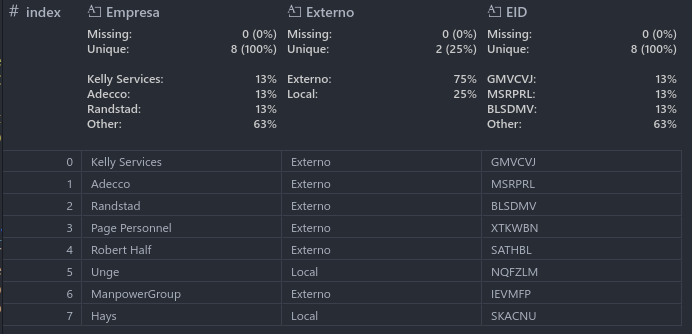 # index Empresa Externo EID
Missing: 0 (0%) Missing: 0 (0%) Missing: 0 (0%)
Unique: 8 (100%) Unique: 2 (25%) Unique: 8 (100%)
Kelly Services: 13% Externo: 75% GMVCVJ: 13%
Adecco: 13% Local: 25% MSRPRL: 13%
Randstad: 13% BLSDMV: 13%
Other: 63% Other: 63%
0 Kelly Services Externo GMVCVJ
1 Adecco Externo MSRPRL
2 Randstad Externo BLSDMV
3 Page Personnel Externo XTKWBN
4 Robert Half Externo SATHBL
5 Unge Local NQFZLM
6 ManpowerGroup Externo IEVMFP
7 Hays Local SKACNU